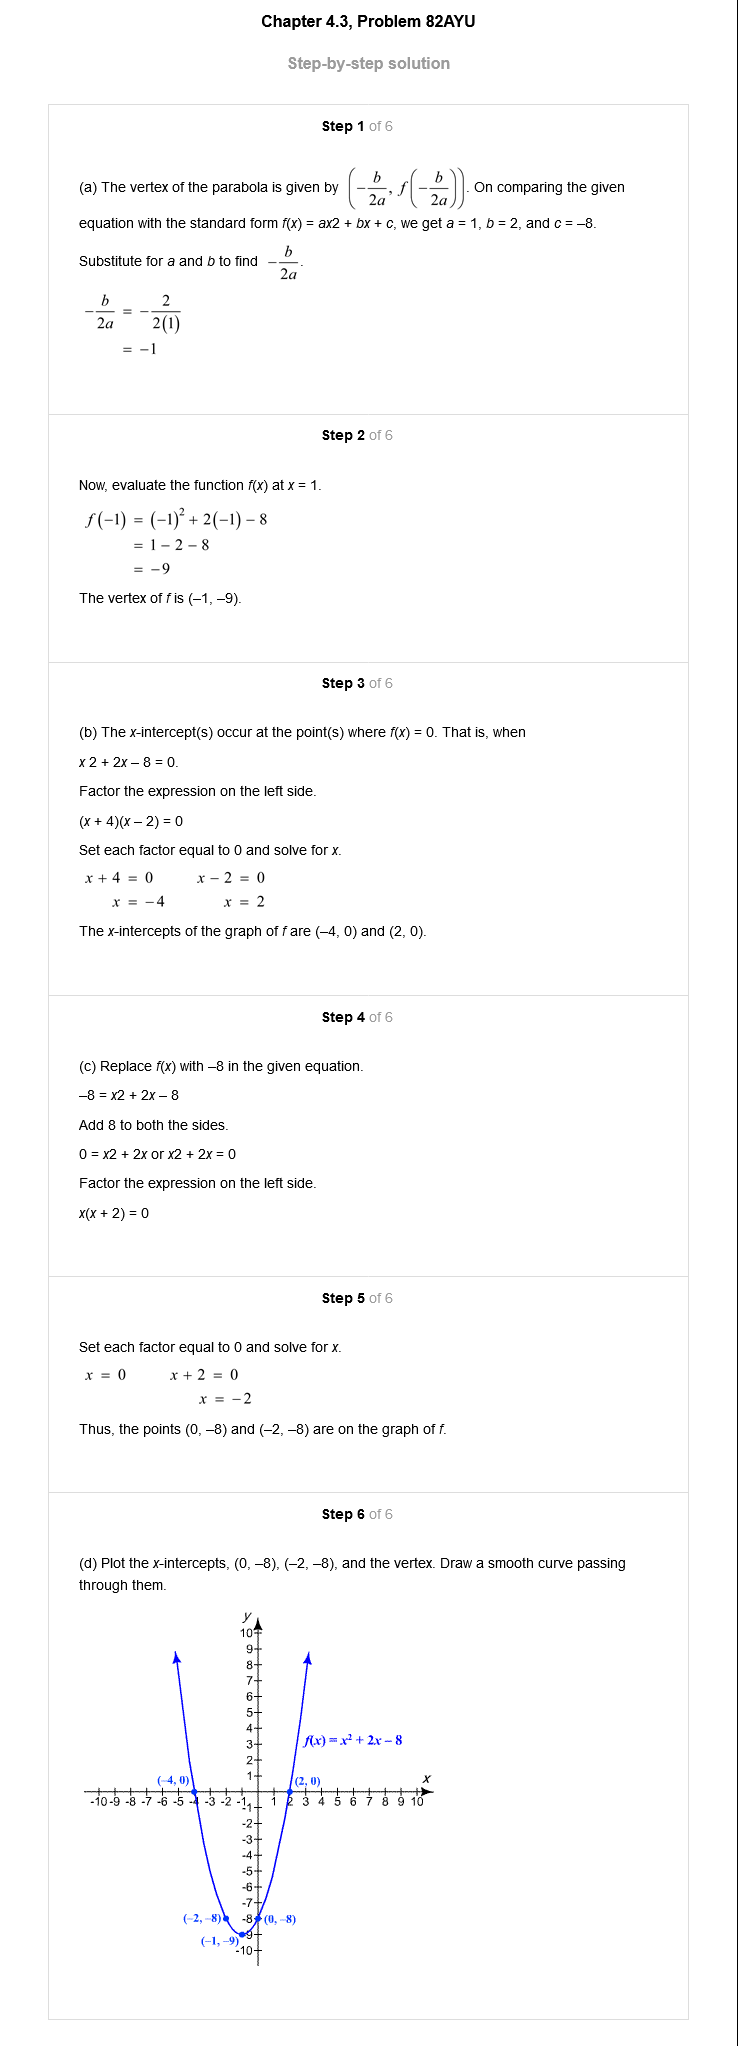 Chapter 4.3, Problem 82AYU
Step-by-step solution
Step 1 of 6
(a) The vertex of the parabola is given by (−b/2a, f(−b/2a)). On comparing the given
equation with the standard form f(x) = ax2 + bx + c, we get a = 1, b = 2, and c = –8.
Substitute for a and b to find −b/2a.
−b/2a = −2/2(1)
= −1
Step 2 of 6
Now, evaluate the function f(x) at x = 1.
f(−1) = (−1)² + 2(−1) − 8
= 1 − 2 − 8
= −9
The vertex of f is (–1, –9).
Step 3 of 6
(b) The x-intercept(s) occur at the point(s) where f(x) = 0. That is, when
x 2 + 2x – 8 = 0.
Factor the expression on the left side.
(x + 4)(x – 2) = 0
Set each factor equal to 0 and solve for x.
x + 4 = 0 x − 2 = 0
x = −4 x = 2
The x-intercepts of the graph of f are (–4, 0) and (2, 0).
Step 4 of 6
(c) Replace f(x) with –8 in the given equation.
–8 = x2 + 2x – 8
Add 8 to both the sides.
0 = x2 + 2x or x2 + 2x = 0
Factor the expression on the left side.
x(x + 2) = 0
Step 5 of 6
Set each factor equal to 0 and solve for x.
x = 0 x + 2 = 0
x = −2
Thus, the points (0, –8) and (–2, –8) are on the graph of f.
Step 6 of 6
(d) Plot the x-intercepts, (0, –8), (–2, –8), and the vertex. Draw a smooth curve passing
through them.
y
10
9
8
7
6
5
4
3 f(x) = x² + 2x – 8
2
1 x
(–4, 0) (2, 0)
-10 -9 -8 -7 -6 -5 -4 -3 -2 -1 1 2 3 4 5 6 7 8 9 10
-2
-3
-4
-5
-6
-7
(–2, –8) -8 (0, –8)
(–1, –9) -9
-10